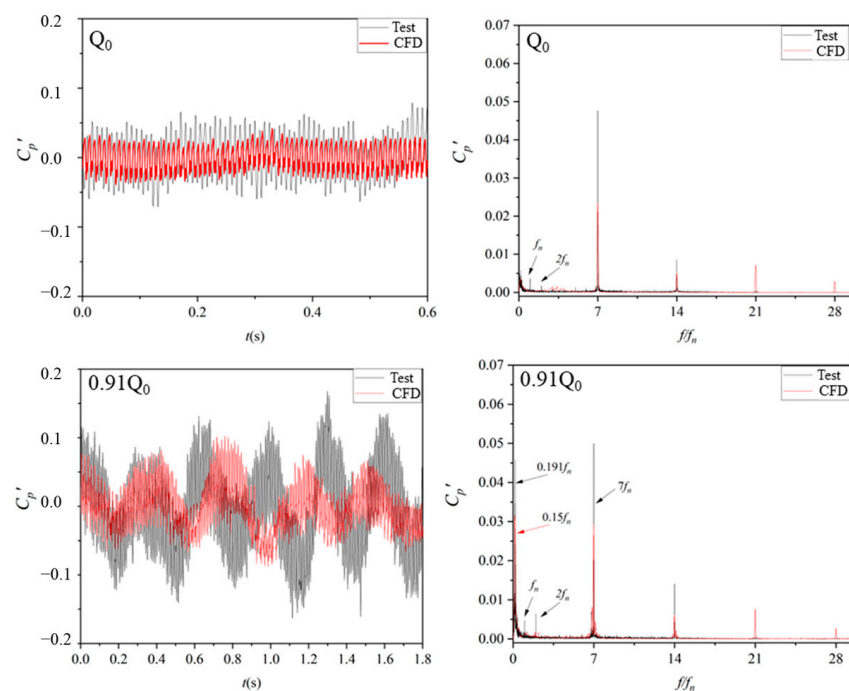 Q0
Test
CFD
0.2
0.1
0.0
−0.1
−0.2
Cp'
0.0
0.2
0.4
0.6
t(s)
Q0
Test
CFD
0.07
0.06
0.05
0.04
0.03
0.02
0.01
0.00
Cp'
fn
2fn
0
7
14
21
28
f/fn
0.91Q0
Test
CFD
0.2
0.1
0.0
−0.1
−0.2
Cp'
0.0 0.2 0.4 0.6 0.8 1.0 1.2 1.4 1.6 1.8
t(s)
0.91Q0
Test
CFD
0.07
0.06
0.05
0.04
0.03
0.02
0.01
0.00
Cp'
0.191fn
7fn
0.15fn
fn
2fn
0
7
14
21
28
f/fn